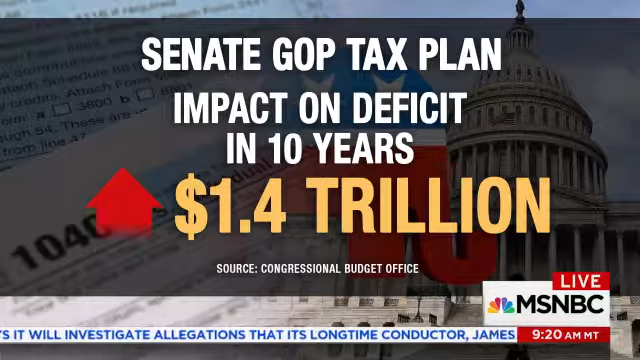 SENATE GOP TAX PLAN
IMPACT ON DEFICIT
IN 10 YEARS
$1.4 TRILLION
SOURCE: CONGRESSIONAL BUDGET OFFICE
1040
LIVE
MSNBC
IT WILL INVESTIGATE ALLEGATIONS THAT ITS LONGTIME CONDUCTOR, JAMES
9:20 AM MT